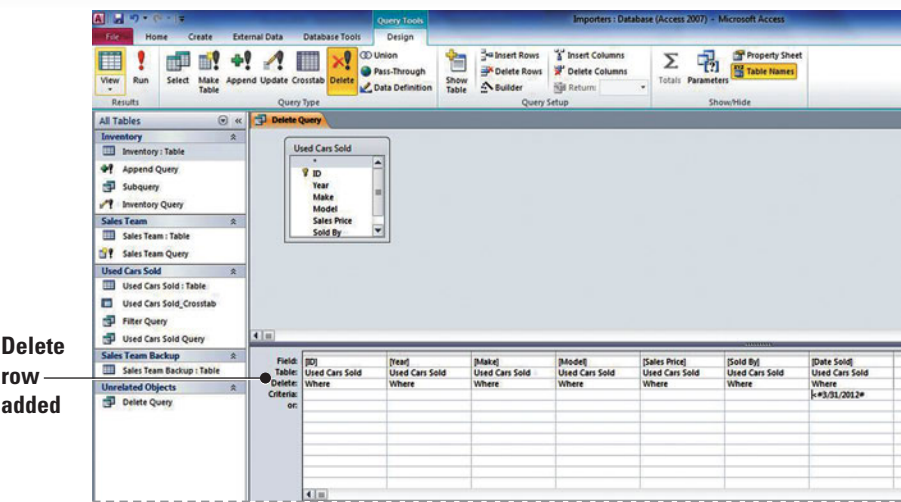 Query Tools
Importers : Database (Access 2007) - Microsoft Access
File Home Create External Data Database Tools Design
View Run Select Make Table Append Update Crosstab Delete
Union
Pass-Through
Data Definition
Show Table
Insert Rows
Delete Rows
Builder
Insert Columns
Delete Columns
Return:
Totals Parameters
Property Sheet
Table Names
Results Query Type Query Setup Show/Hide
All Tables
Delete Query
Inventory
Inventory : Table
Append Query
Subquery
Inventory Query
Sales Team
Sales Team : Table
Sales Team Query
Used Cars Sold
Used Cars Sold : Table
Used Cars Sold_Crosstab
Filter Query
Used Cars Sold Query
Sales Team Backup
Sales Team Backup : Table
Unrelated Objects
Delete Query
Used Cars Sold
*
ID
Year
Make
Model
Sales Price
Sold By
Delete
row
added
Field: [ID] [Year] [Make] [Model] [Sales Price] [Sold By] [Date Sold]
Table: Used Cars Sold Used Cars Sold Used Cars Sold Used Cars Sold Used Cars Sold Used Cars Sold Used Cars Sold
Delete: Where Where Where Where Where Where Where
Criteria: <#3/31/2012#
or: